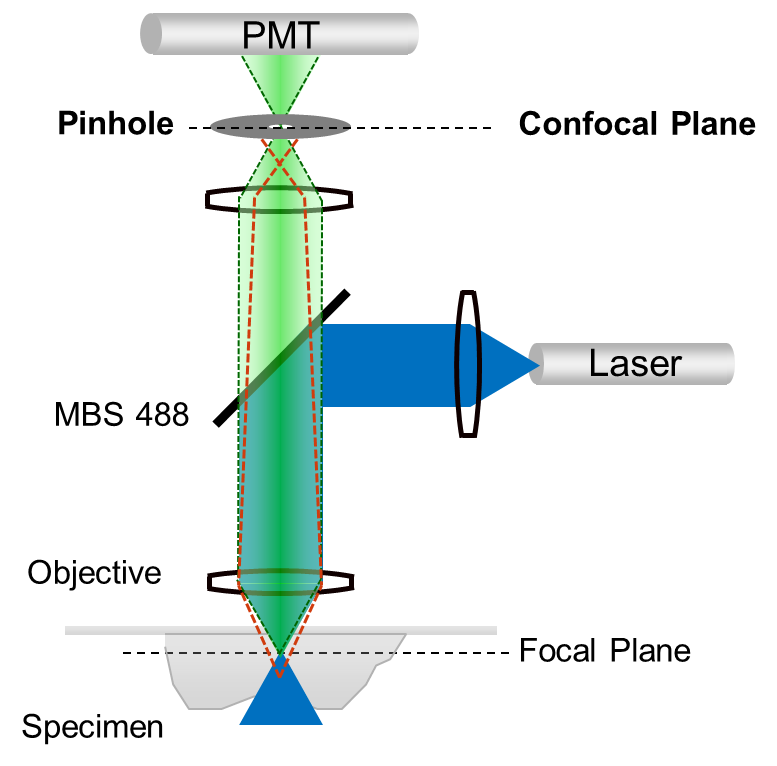 PMT
Pinhole
Confocal Plane
Laser
MBS 488
Objective
Focal Plane
Specimen